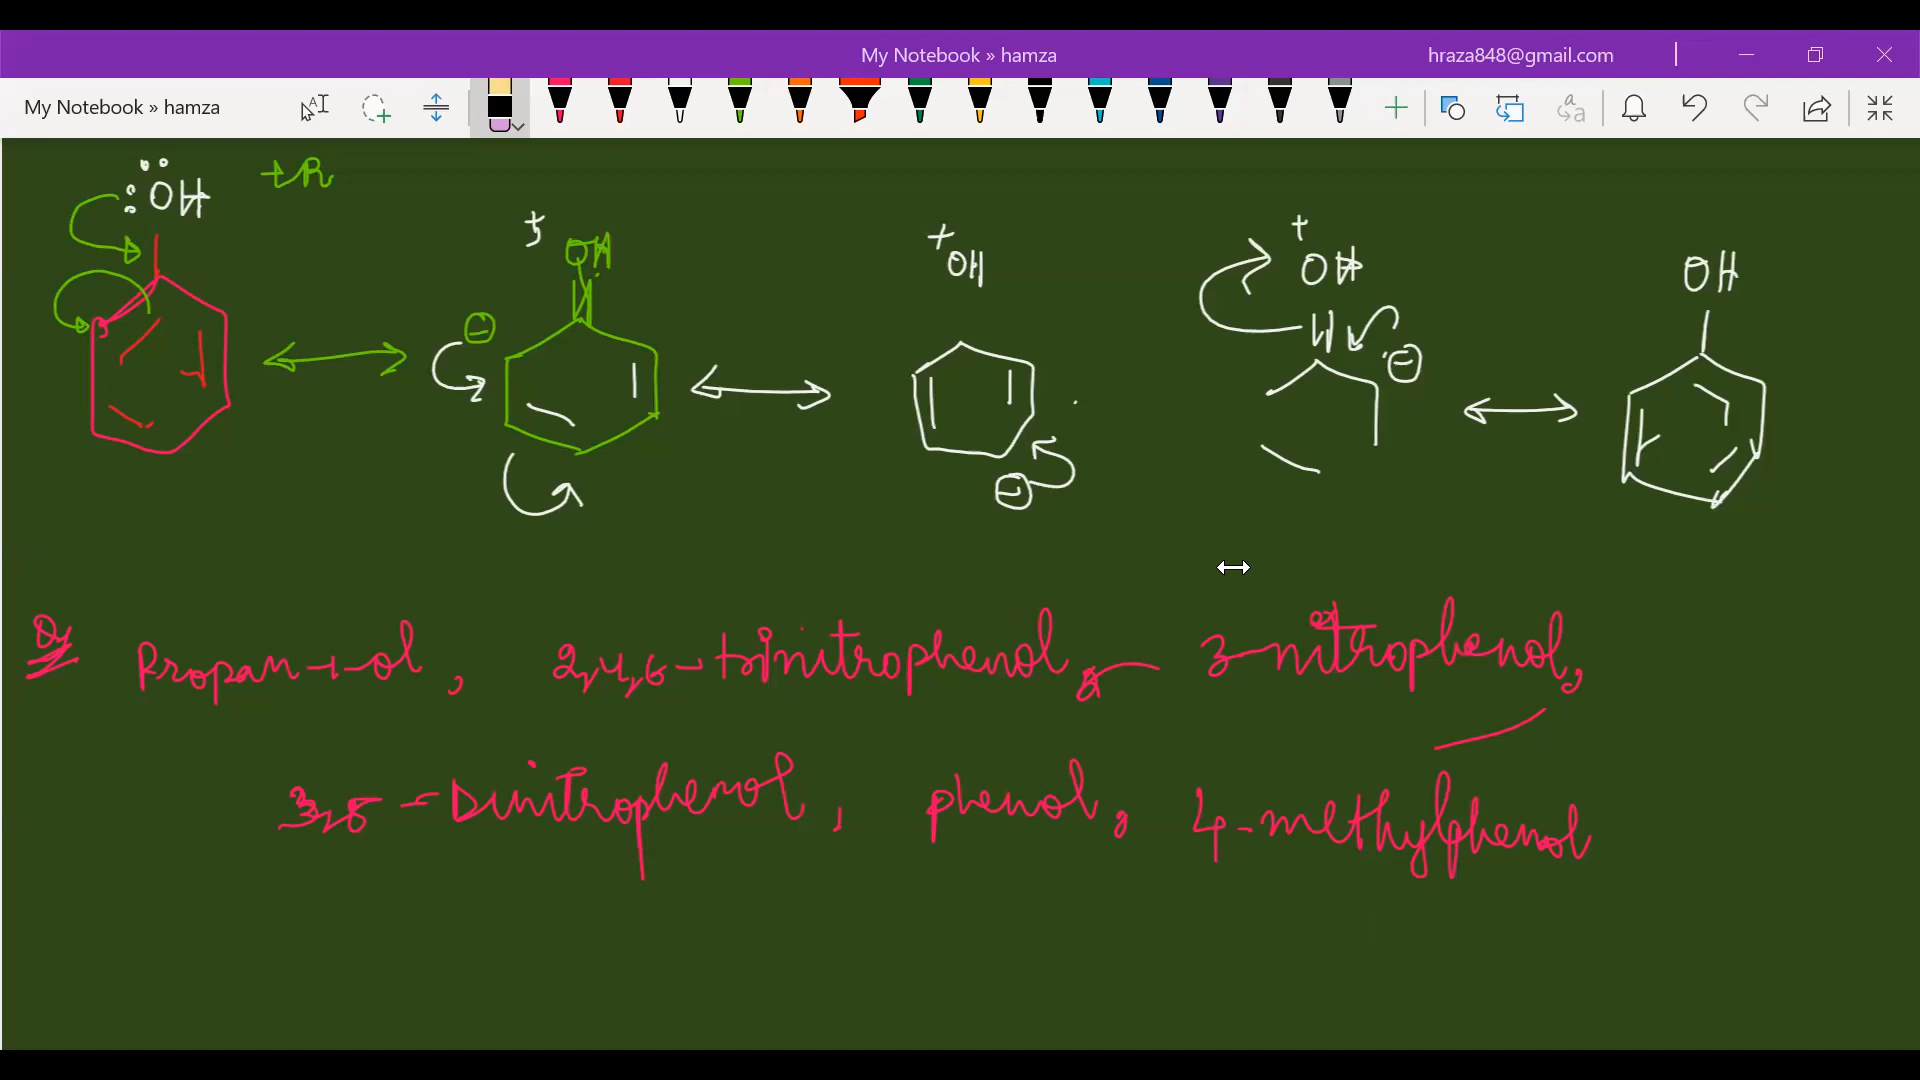 My Notebook » hamza
hraza848@gmail.com
My Notebook » hamza
OH
+R
OH
+
OH
+
OH
H
OH
Propan-1-ol, 2,4,6-trinitrophenol, 3-nitrophenol,
3,5-Dinitrophenol, phenol, 4-methylphenol